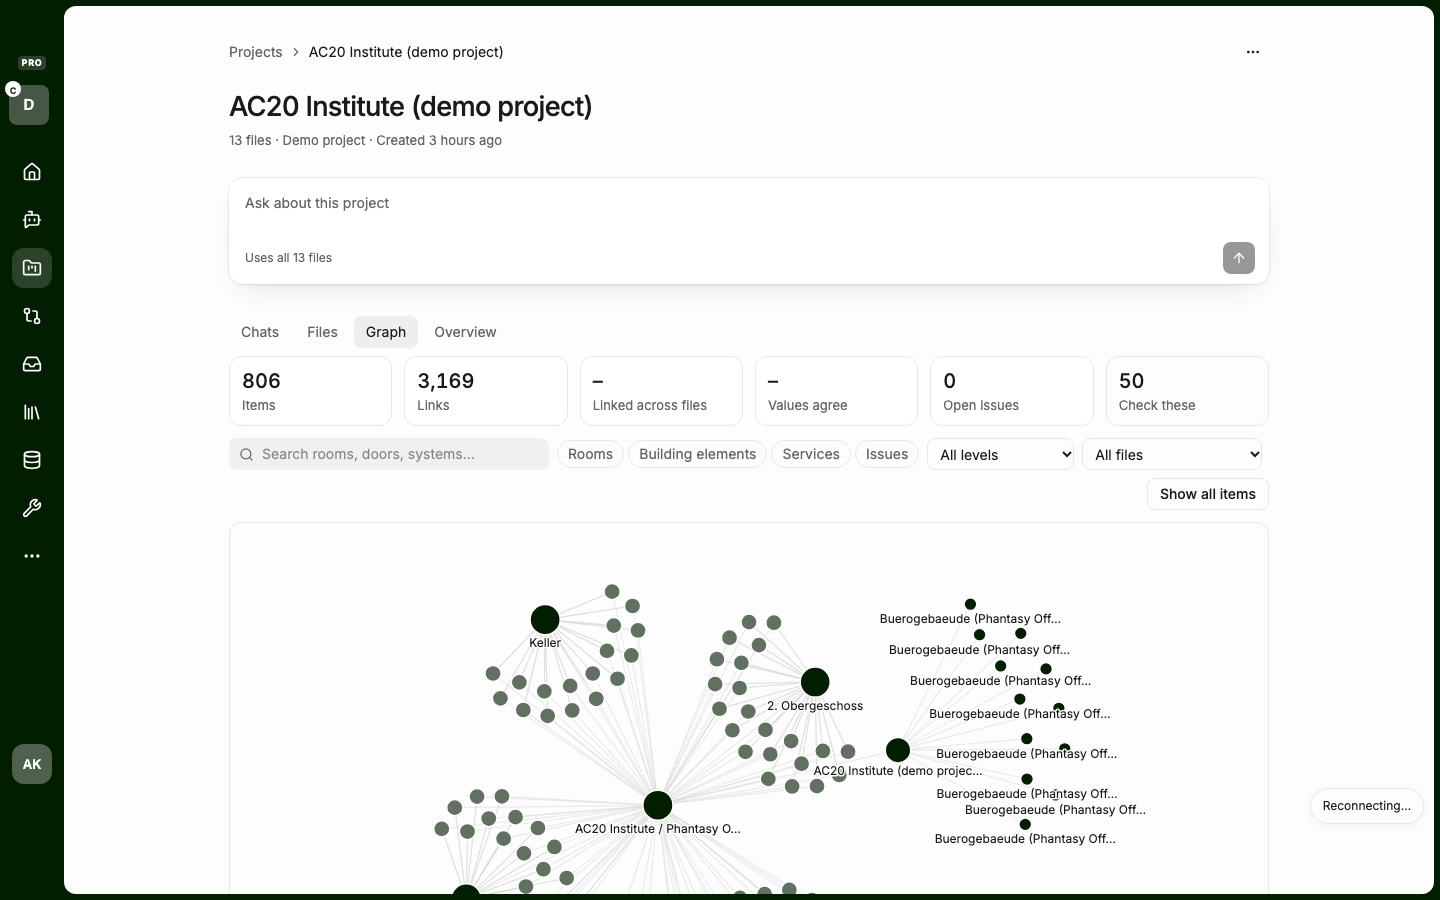 PRO
C
D
AK
Projects > AC20 Institute (demo project)
AC20 Institute (demo project)
13 files · Demo project · Created 3 hours ago
Ask about this project
Uses all 13 files
Chats Files Graph Overview
806 3,169 – – 0 50
Items Links Linked across files Values agree Open issues Check these
Search rooms, doors, systems... Rooms Building elements Services Issues All levels All files
Show all items
Buerogebaeude (Phantasy Off...
Keller
Buerogebaeude (Phantasy Off...
Buerogebaeude (Phantasy Off...
2. Obergeschoss
Buerogebaeude (Phantasy Off...
Buerogebaeude (Phantasy Off...
AC20 Institute (demo projec...
Buerogebaeude (Phantasy Off...
Buerogebaeude (Phantasy Off...
Reconnecting...
AC20 Institute / Phantasy O...
Buerogebaeude (Phantasy Off...